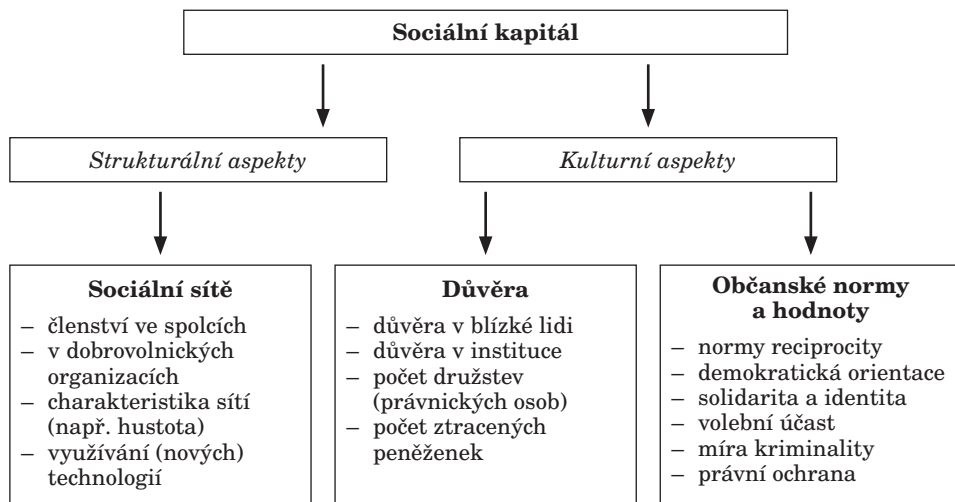 Sociální kapitál
Strukturální aspekty
Kulturní aspekty
Sociální sítě
– členství ve spolcích
– v dobrovolnických
organizacích
– charakteristika sítí
(např. hustota)
– využívání (nových)
technologií
Důvěra
– důvěra v blízké lidi
– důvěra v instituce
– počet družstev
(právnických osob)
– počet ztracených
peněženek
Občanské normy
a hodnoty
– normy reciprocity
– demokratická orientace
– solidarita a identita
– volební účast
– míra kriminality
– právní ochrana